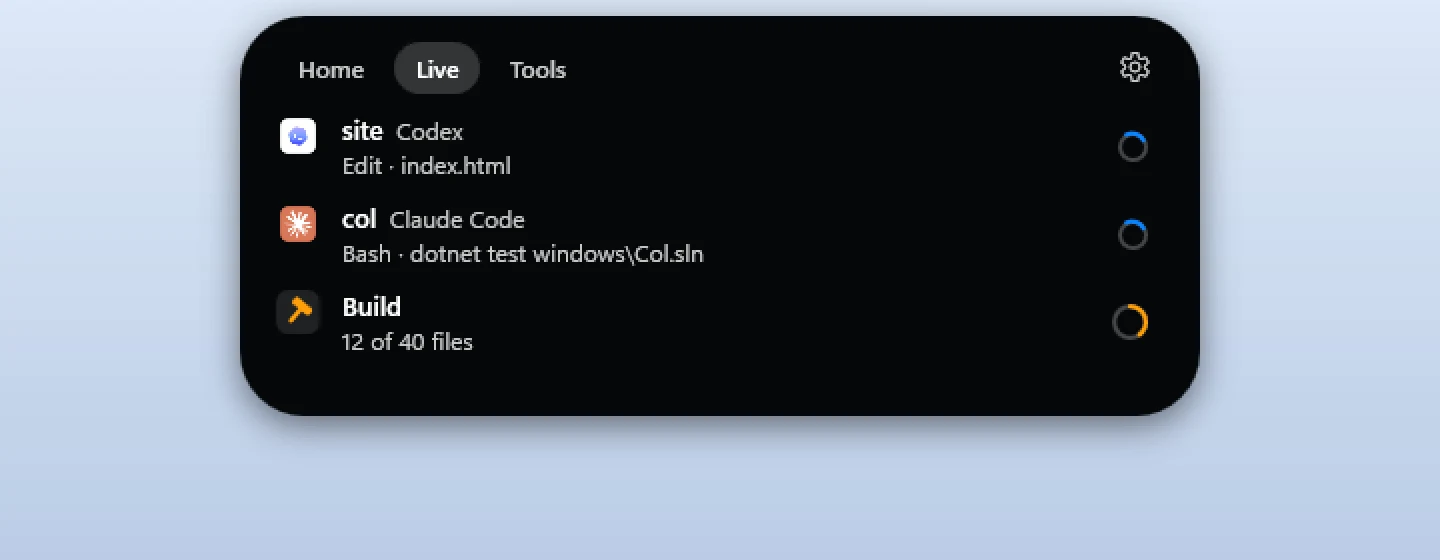 Home Live Tools
site Codex
Edit · index.html
col Claude Code
Bash · dotnet test windows\Col.sln
Build
12 of 40 files